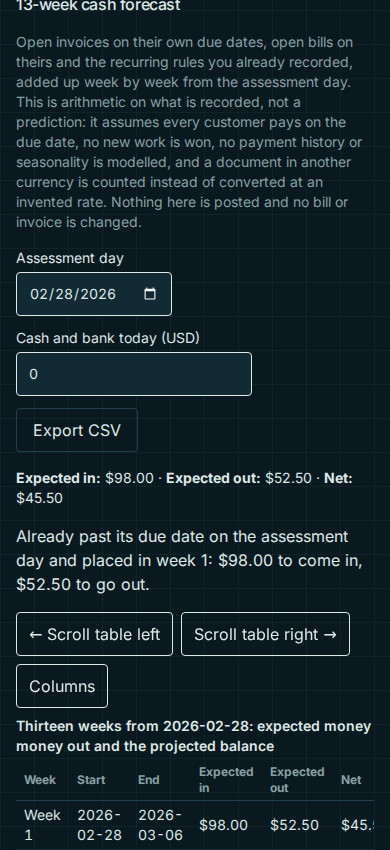 13-week cash forecast
Open invoices on their own due dates, open bills on
theirs and the recurring rules you already recorded,
added up week by week from the assessment day.
This is arithmetic on what is recorded, not a
prediction: it assumes every customer pays on the
due date, no new work is won, no payment history or
seasonality is modelled, and a document in another
currency is counted instead of converted at an
invented rate. Nothing here is posted and no bill or
invoice is changed.
Assessment day
02/28/2026
Cash and bank today (USD)
0
Export CSV
Expected in: $98.00 · Expected out: $52.50 · Net:
$45.50
Already past its due date on the assessment
day and placed in week 1: $98.00 to come in,
$52.50 to go out.
← Scroll table left Scroll table right →
Columns
Thirteen weeks from 2026-02-28: expected money
money out and the projected balance
Week Start End Expected in Expected out Net
Week 1 2026-02-28 2026-03-06 $98.00 $52.50